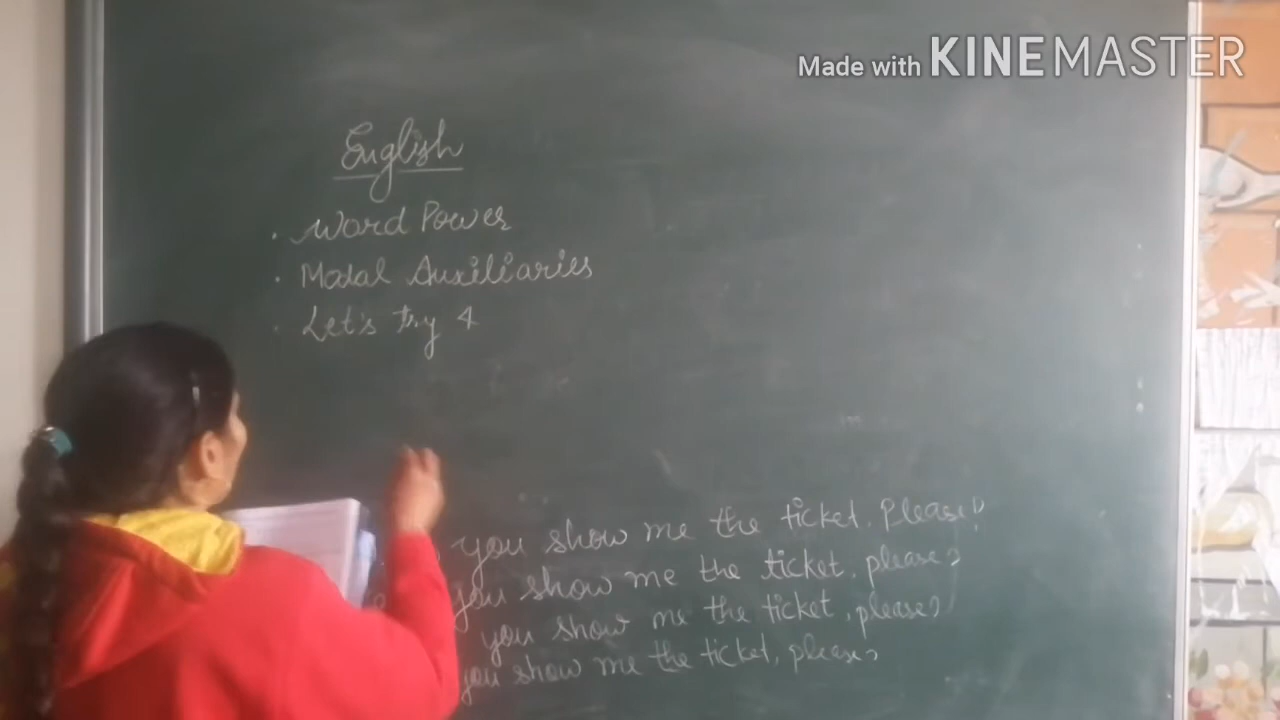 Made with KINEMASTER
English
. Word Power
. Modal Auxiliaries
. Let's try 4
you show me the ticket, please?
you show me the ticket, please?
you show me the ticket, please?
you show me the ticket, please?